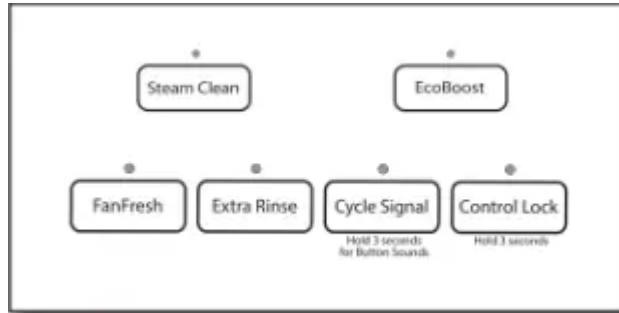 Steam Clean
EcoBoost
FanFresh
Extra Rinse
Cycle Signal
Control Lock
Hold 3 seconds
for Button Sounds
Hold 3 seconds